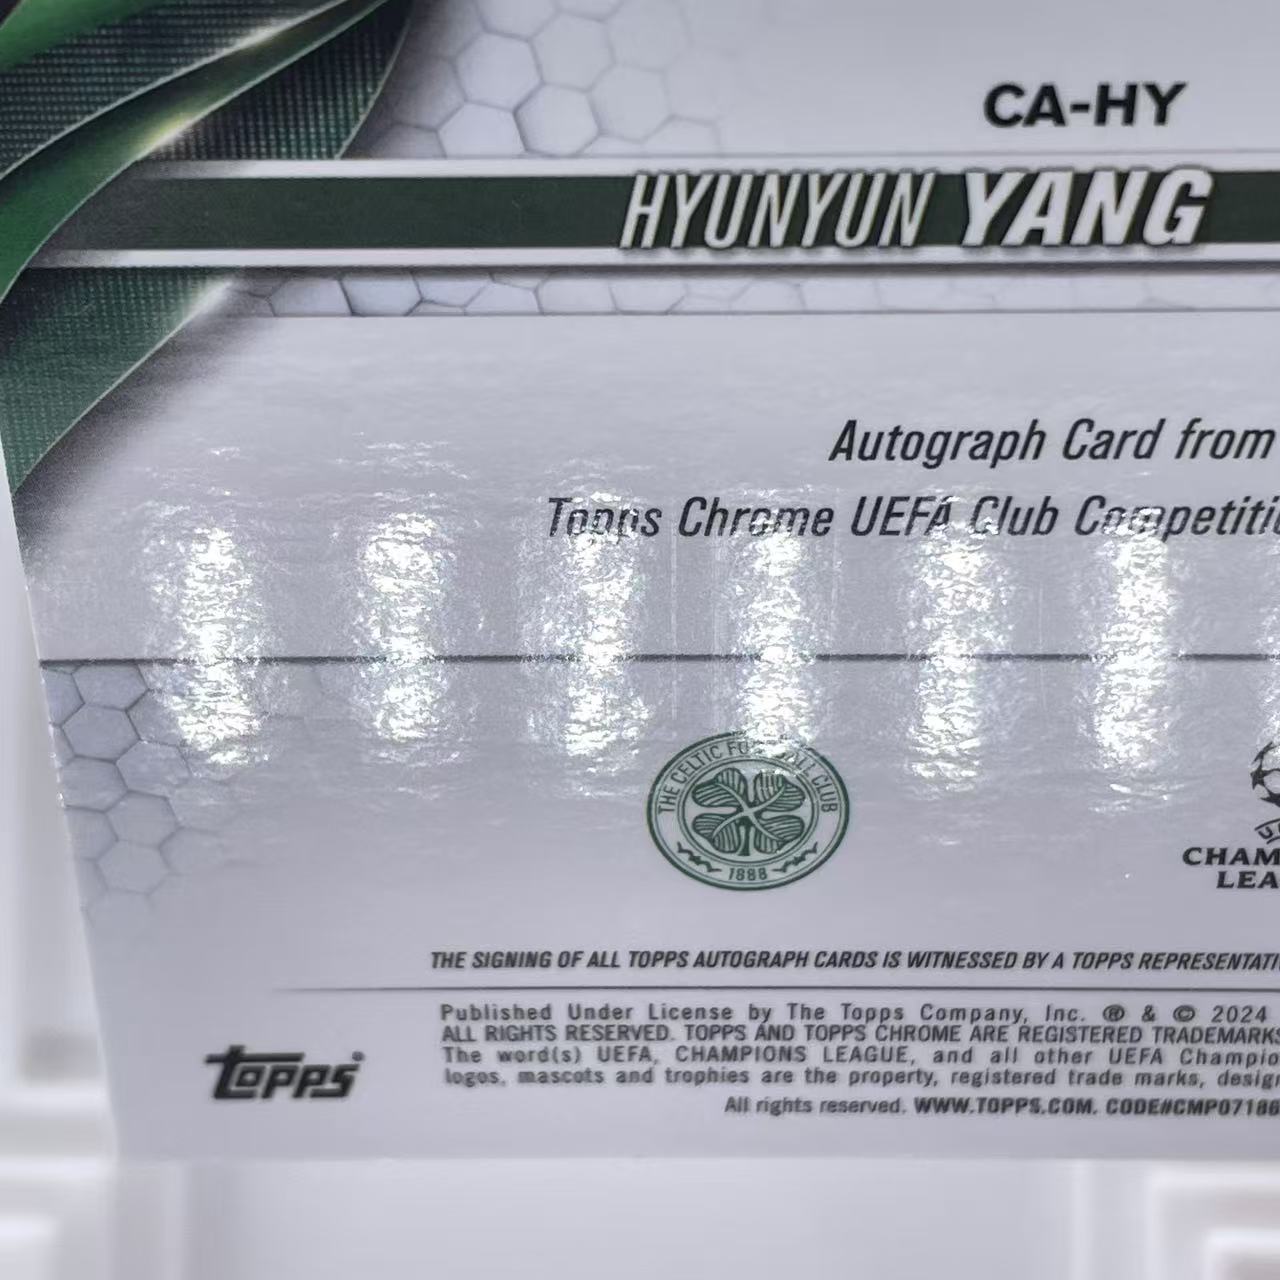 CA-HY
HYUNYUN YANG
Autograph Card from
Topps Chrome UEFA Club Competiti
THE CELTIC FOOTBALL CLUB
1888
CHAM
LEA
THE SIGNING OF ALL TOPPS AUTOGRAPH CARDS IS WITNESSED BY A TOPPS REPRESENTATI
Published Under License by The Topps Company, Inc. ® & © 2024
ALL RIGHTS RESERVED. TOPPS AND TOPPS CHROME ARE REGISTERED TRADEMARKS
The word(s) UEFA, CHAMPIONS LEAGUE, and all other UEFA Champio
logos, mascots and trophies are the property, registered trade marks, design
All rights reserved. WWW.TOPPS.COM. CODE#CMP07186
topps®